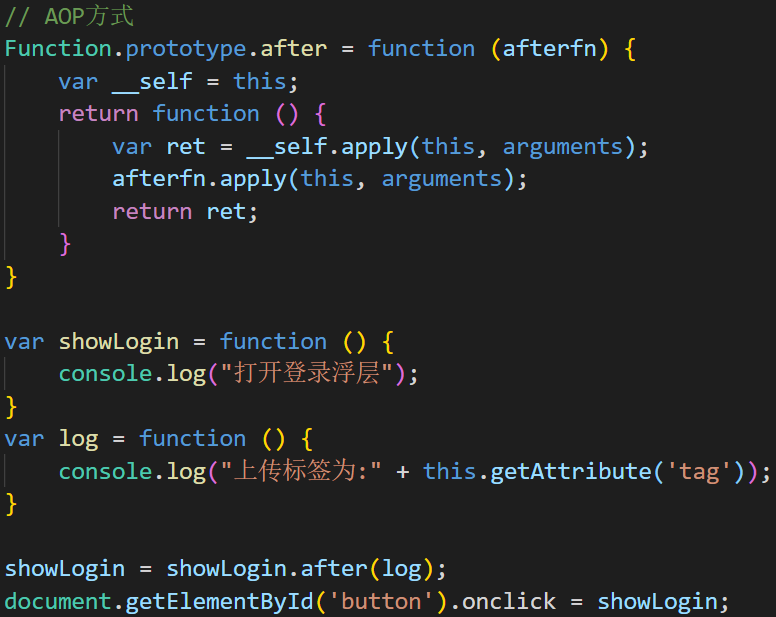 // AOP方式
Function.prototype.after = function (afterfn) {
    var __self = this;
    return function () {
        var ret = __self.apply(this, arguments);
        afterfn.apply(this, arguments);
        return ret;
    }
}

var showLogin = function () {
    console.log("打开登录浮层");
}
var log = function () {
    console.log("上传标签为:" + this.getAttribute('tag'));
}

showLogin = showLogin.after(log);
document.getElementById('button').onclick = showLogin;